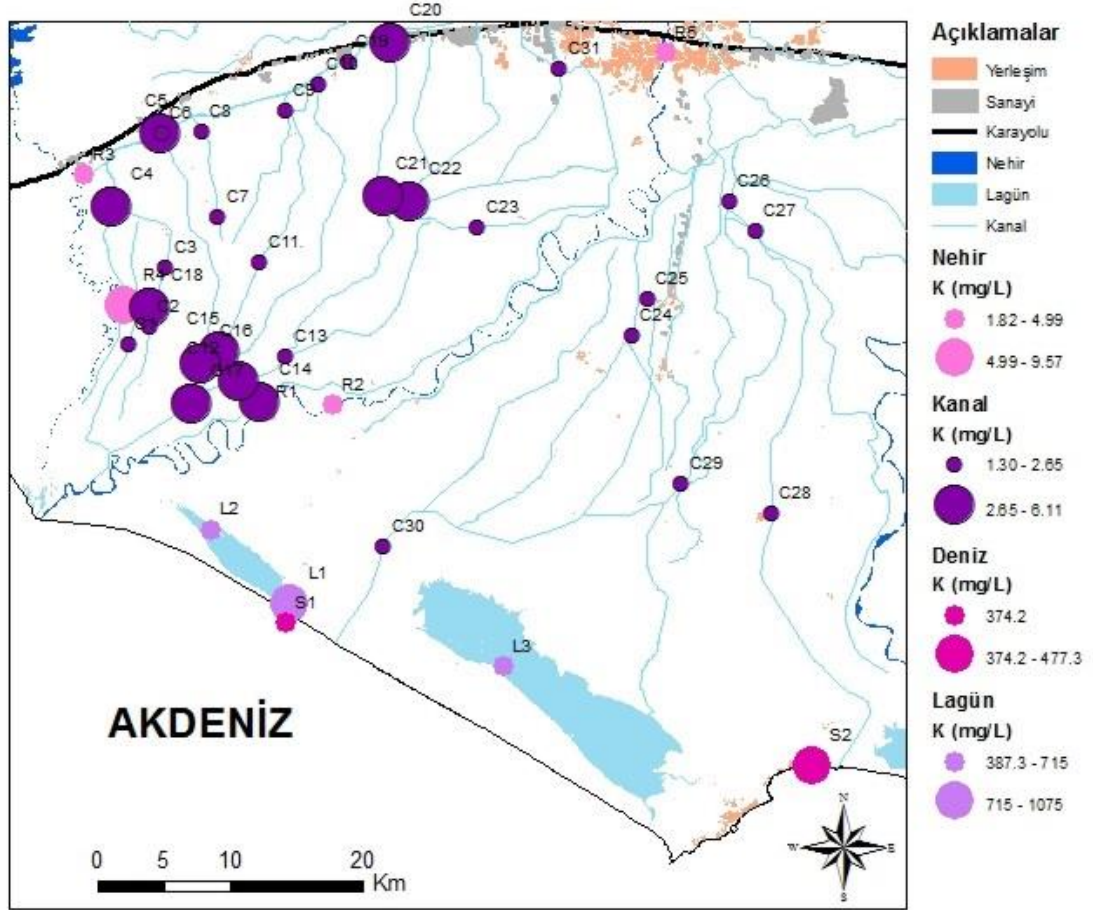 C20
C19
C10
C31
R5
C9
C5
C6
C8
R3
C4
C21
C22
C7
C23
C26
C27
C11
C3
R4
C18
C2
C25
C15
C16
C24
C13
C14
R1
R2
C29
C28
L2
C30
L1
S1
L3
S2
AKDENİZ
N
W
E
S
0 5 10 20
Km
Açıklamalar
Yerleşim
Sanayi
Karayolu
Nehir
Lagün
Kanal
Nehir
K (mg/L)
1.82 - 4.99
4.99 - 9.57
Kanal
K (mg/L)
1.30 - 2.65
2.65 - 6.11
Deniz
K (mg/L)
374.2
374.2 - 477.3
Lagün
K (mg/L)
387.3 - 715
715 - 1075